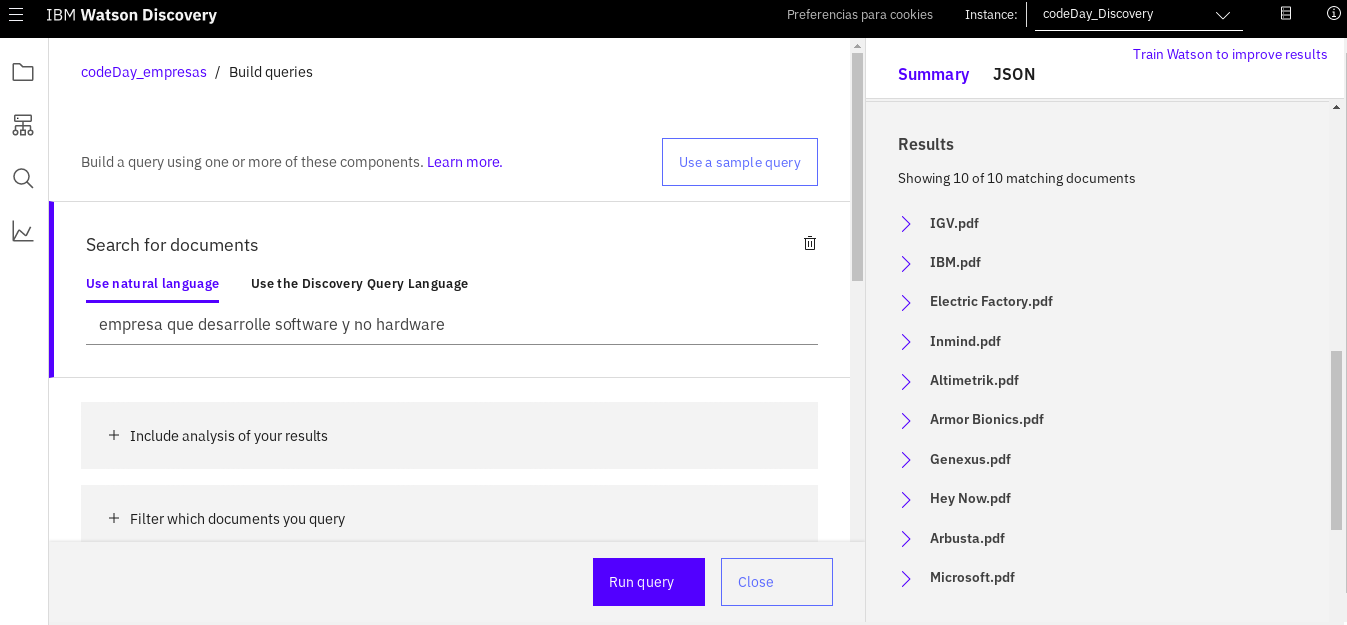 IBM Watson Discovery
Preferencias para cookies
Instance:
codeDay_Discovery
codeDay_empresas / Build queries
Build a query using one or more of these components. Learn more.
Use a sample query
Search for documents
Use natural language
Use the Discovery Query Language
empresa que desarrolle software y no hardware
Include analysis of your results
Filter which documents you query
Run query
Close
Train Watson to improve results
Summary
JSON
Results
Showing 10 of 10 matching documents
IGV.pdf
IBM.pdf
Electric Factory.pdf
Inmind.pdf
Altimetrik.pdf
Armor Bionics.pdf
Genexus.pdf
Hey Now.pdf
Arbusta.pdf
Microsoft.pdf